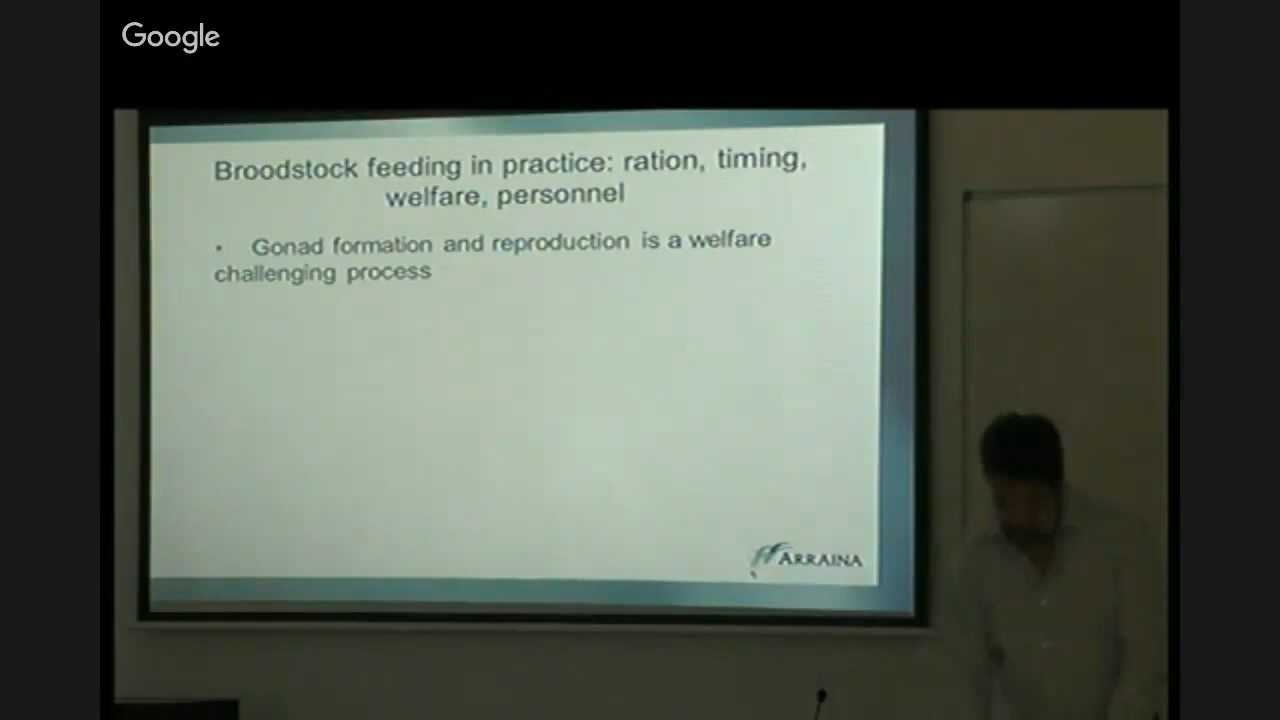 Google
Broodstock feeding in practice: ration, timing,
welfare, personnel
• Gonad formation and reproduction is a welfare
challenging process
ARRAINA